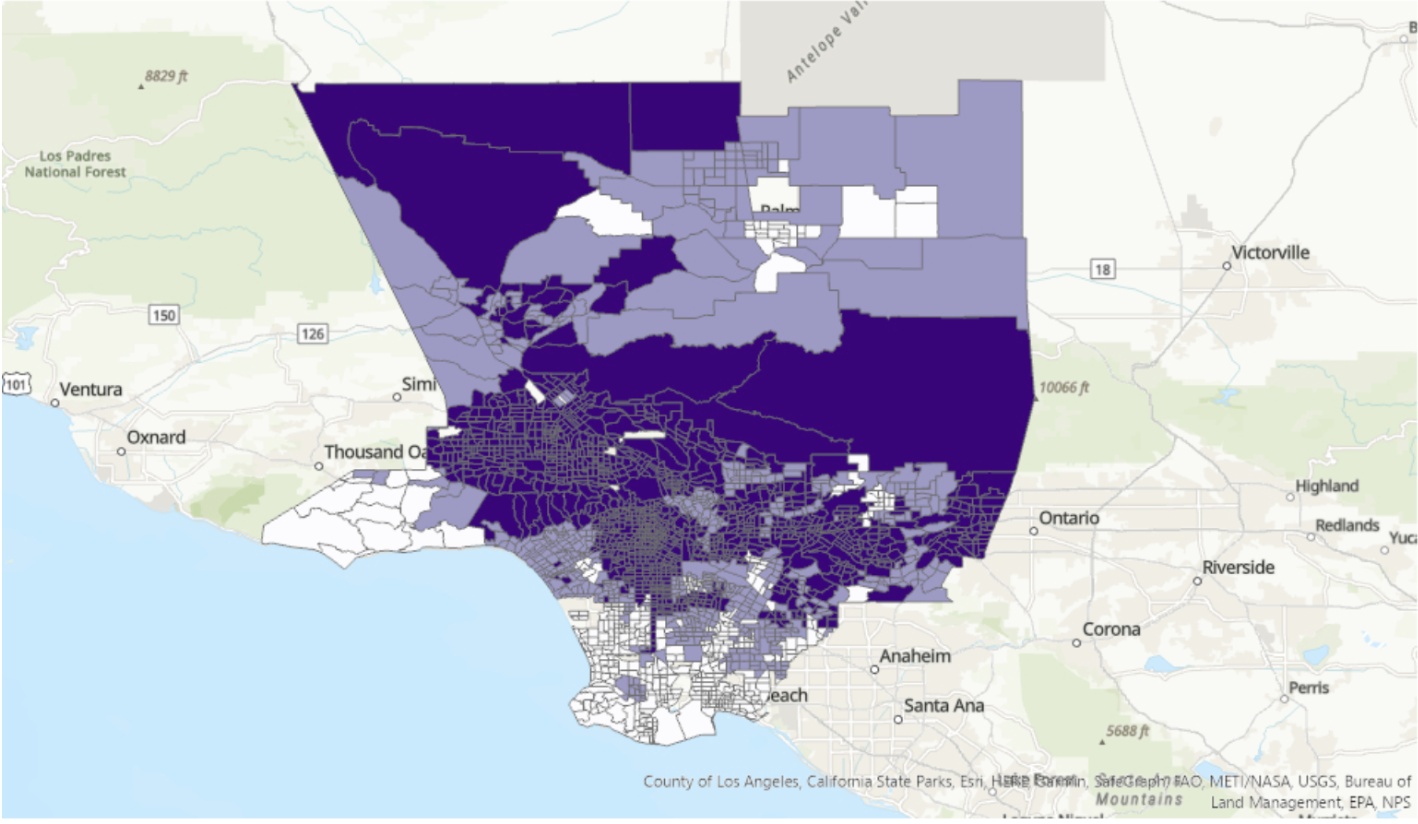 Antelope Val
B
8829 ft
Los Padres
National Forest
Palm
Victorville
18
150
126
101
Ventura
Simi
10066 ft
Oxnard
Thousand Oa
Highland
Ontario
Redlands
Yuca
Riverside
Corona
Anaheim
each
Perris
Santa Ana
5688 ft
County of Los Angeles, California State Parks, Esri, HERE, Garmin, SafeGraph, FAO, METI/NASA, USGS, Bureau of
Land Management, EPA, NPS
Mountains